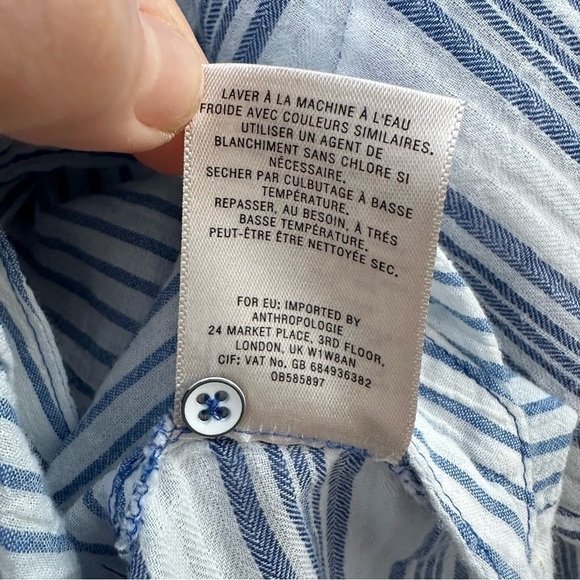 LAVER À LA MACHINE À L'EAU
FROIDE AVEC COULEURS SIMILAIRES.
UTILISER UN AGENT DE
BLANCHIMENT SANS CHLORE SI
NÉCESSAIRE.
SECHER PAR CULBUTAGE À BASSE
TEMPÉRATURE.
REPASSER, AU BESOIN, À TRÉS
BASSE TEMPÉRATURE.
PEUT-ÊTRE ÊTRE NETTOYÉE SEC.
FOR EU: IMPORTED BY
ANTHROPOLOGIE
24 MARKET PLACE, 3RD FLOOR,
LONDON, UK W1W8AN
CIF: VAT No. GB 684936382
OB585897